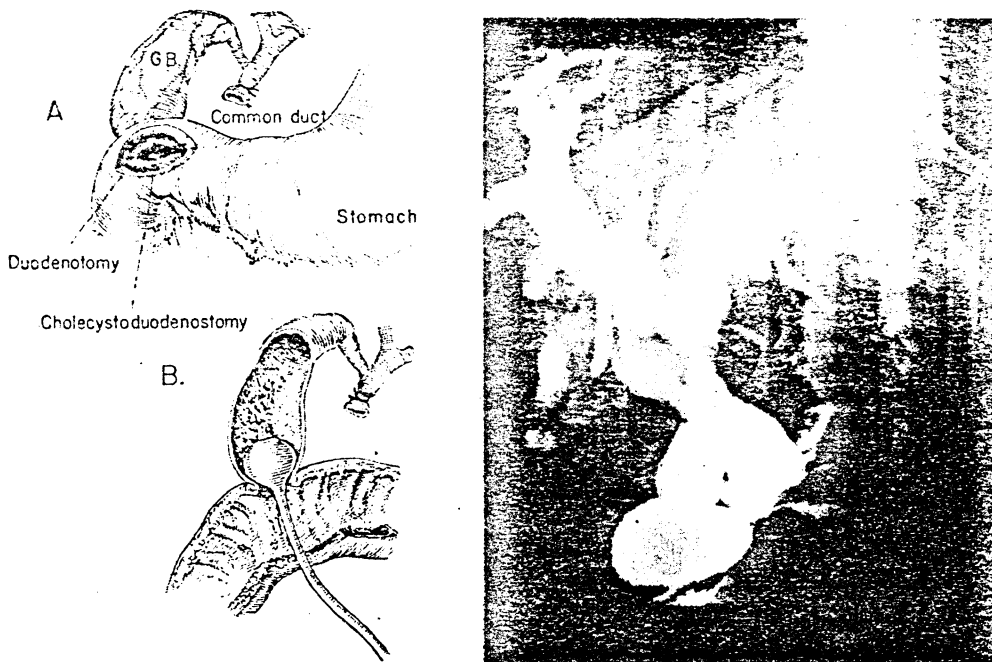 G.B.
A
Common duct
Stomach
Duodenotomy
Cholecystoduodenostomy
B.